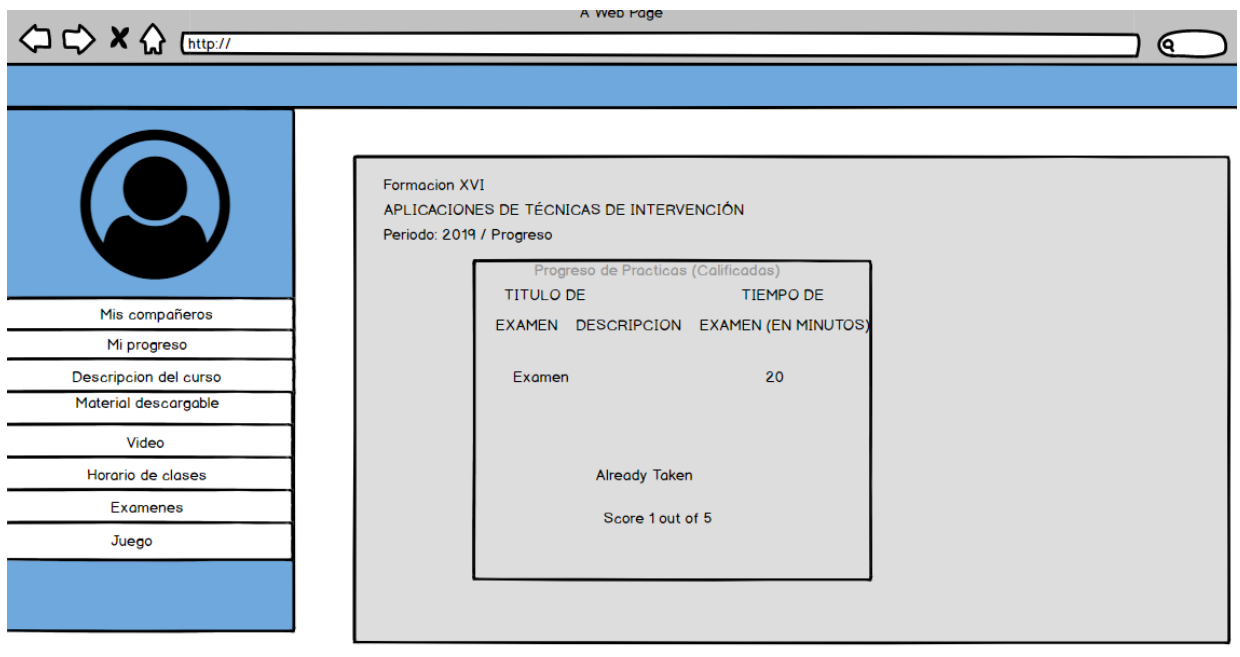 A Web Page
http://
Mis compañeros
Mi progreso
Descripcion del curso
Material descargable
Video
Horario de clases
Examenes
Juego
Formacion XVI
APLICACIONES DE TÉCNICAS DE INTERVENCIÓN
Periodo: 2019 / Progreso
Progreso de Practicas (Calificadas)
TITULO DE TIEMPO DE
EXAMEN DESCRIPCION EXAMEN (EN MINUTOS)
Examen 20
Already Taken
Score 1 out of 5